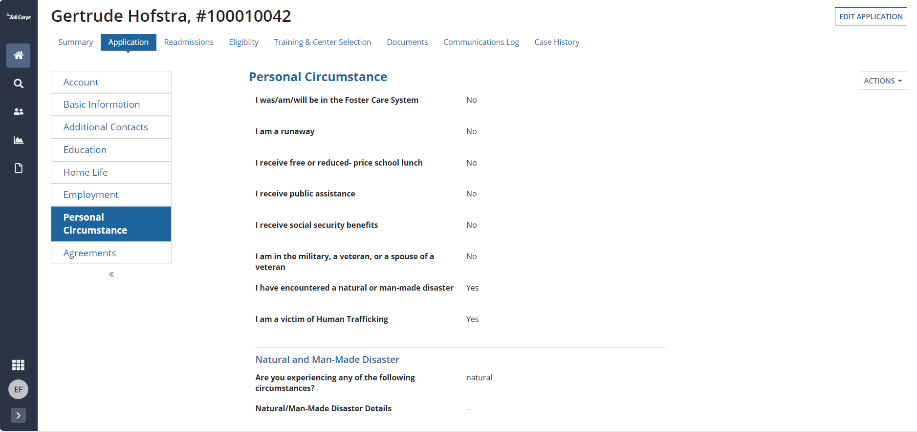 Gertrude Hofstra, #100010042
EDIT APPLICATION
Job Corps
Summary Application Readmissions Eligiblity Training & Center Selection Documents Communications Log Case History
Account
Basic Information
Additional Contacts
Education
Home Life
Employment
Personal
Circumstance
Agreements
«
Personal Circumstance
ACTIONS
I was/am/will be in the Foster Care System No
I am a runaway No
I receive free or reduced- price school lunch No
I receive public assistance No
I receive social security benefits No
I am in the military, a veteran, or a spouse of a No
veteran
I have encountered a natural or man-made disaster Yes
I am a victim of Human Trafficking Yes
Natural and Man-Made Disaster
Are you experiencing any of the following natural
circumstances?
Natural/Man-Made Disaster Details –
EF